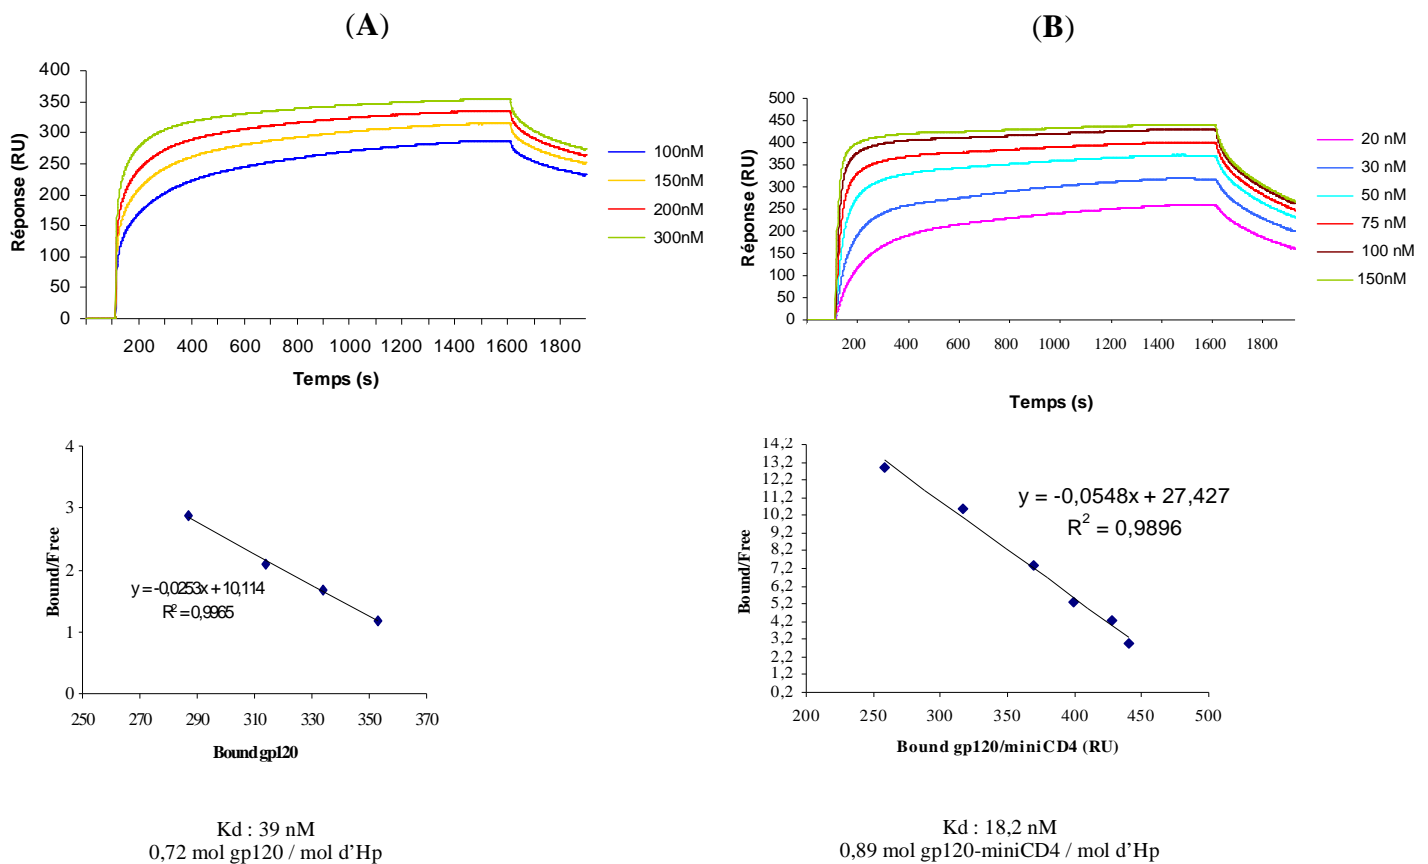 (A)
Réponse (RU)
400
350
300
250
200
150
100
50
0
200 400 600 800 1000 1200 1400 1600 1800
Temps (s)
100nM
150nM
200nM
300nM
Bound/Free
4
3
2
1
0
y = -0,0253x + 10,114
R² = 0,9965
250 270 290 310 330 350 370
Bound gp120
Kd : 39 nM
0,72 mol gp120 / mol d'Hp
(B)
Réponse (RU)
500
450
400
350
300
250
200
150
100
50
0
200 400 600 800 1000 1200 1400 1600 1800
Temps (s)
20 nM
30 nM
50 nM
75 nM
100 nM
150nM
Bound/Free
14,2
13,2
12,2
11,2
10,2
9,2
8,2
7,2
6,2
5,2
4,2
3,2
2,2
1,2
0,2
y = -0,0548x + 27,427
R² = 0,9896
200 250 300 350 400 450 500
Bound gp120/miniCD4 (RU)
Kd : 18,2 nM
0,89 mol gp120-miniCD4 / mol d'Hp